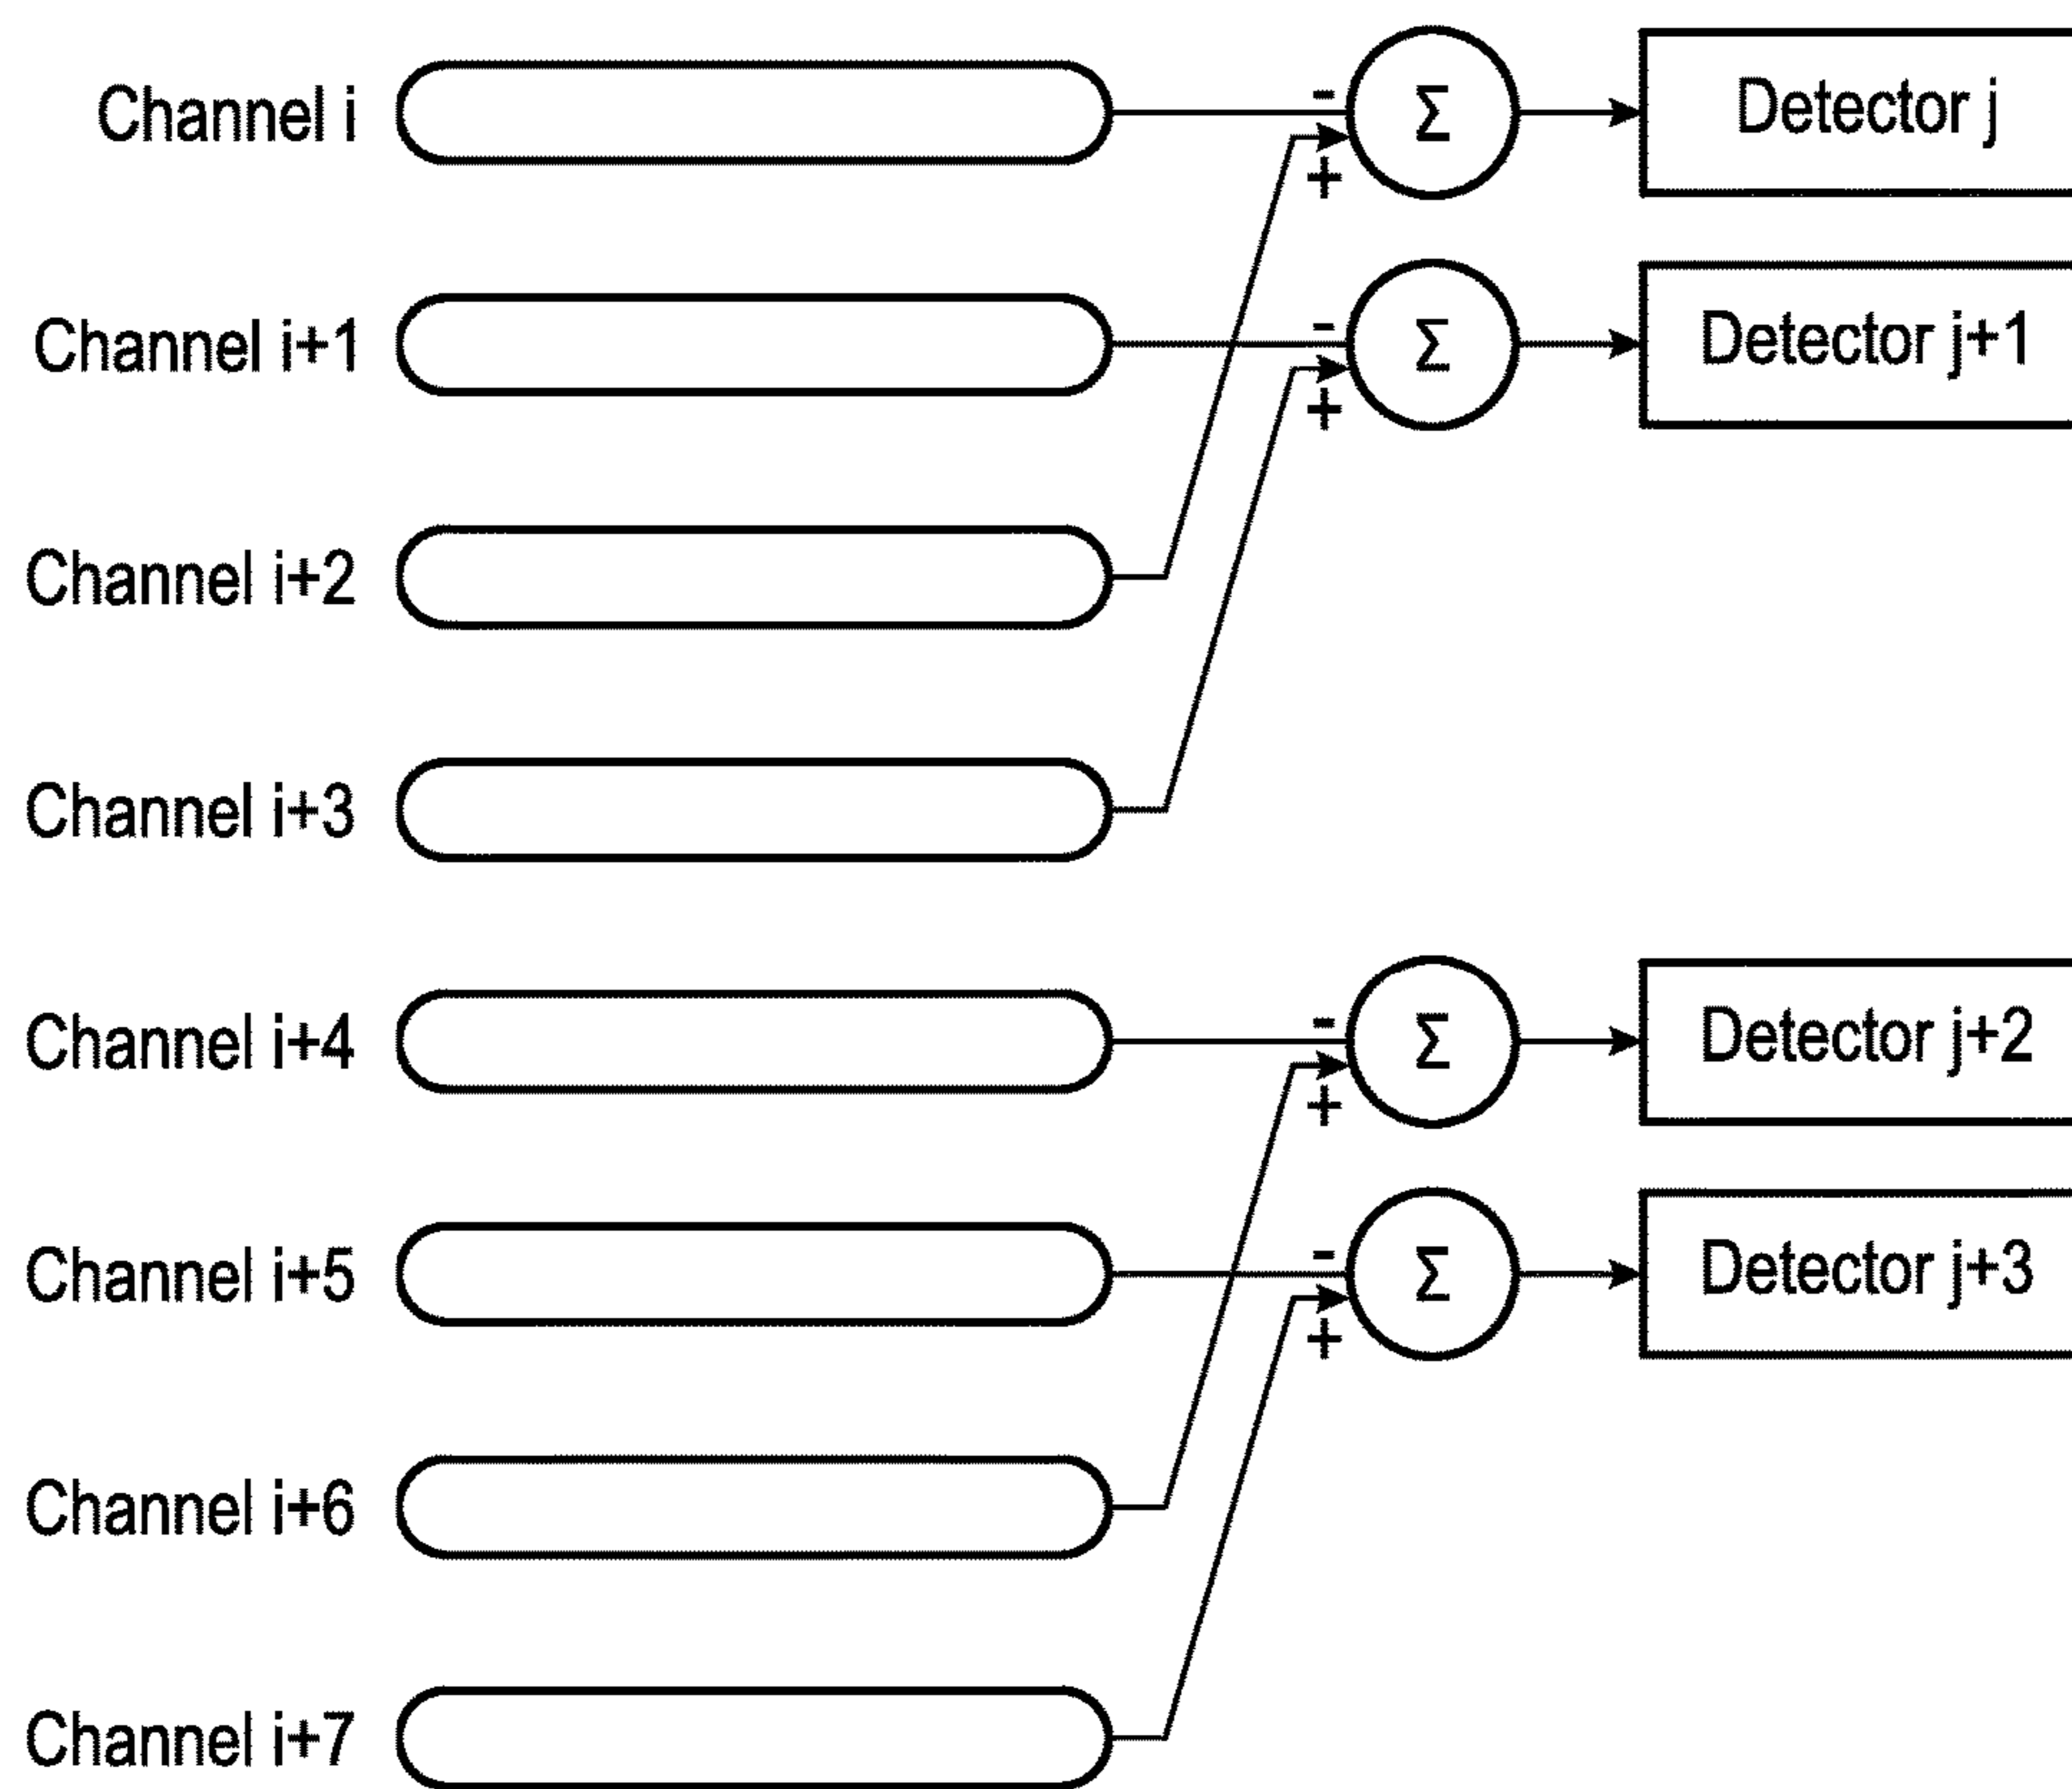 Channel i
-
+
Σ
Detector j
Channel i+1
-
+
Σ
Detector j+1
Channel i+2
Channel i+3
Channel i+4
-
+
Σ
Detector j+2
Channel i+5
-
+
Σ
Detector j+3
Channel i+6
Channel i+7